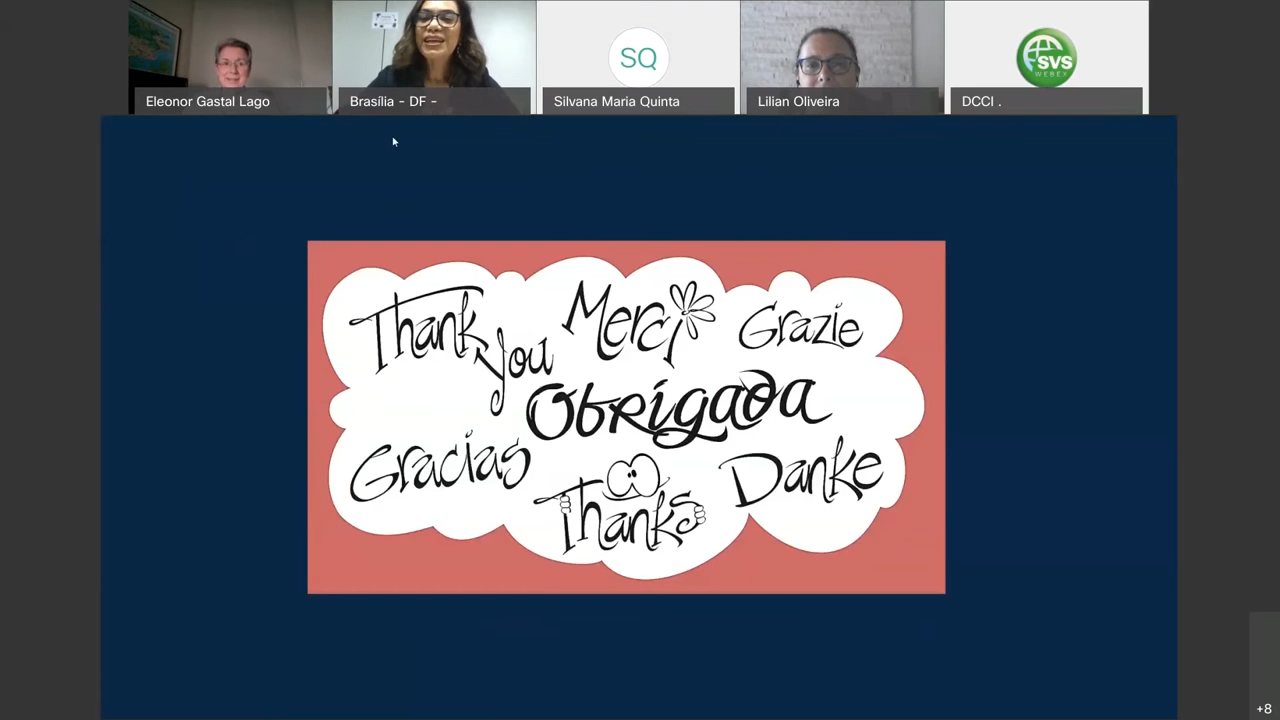 Eleonor Gastal Lago
Brasília - DF -
SQ
Silvana Maria Quinta
Lilian Oliveira
SVS
WEBEX
DCCI .
Thank you
Merci
Grazie
Obrigada
Gracias
Thanks
Danke
+8